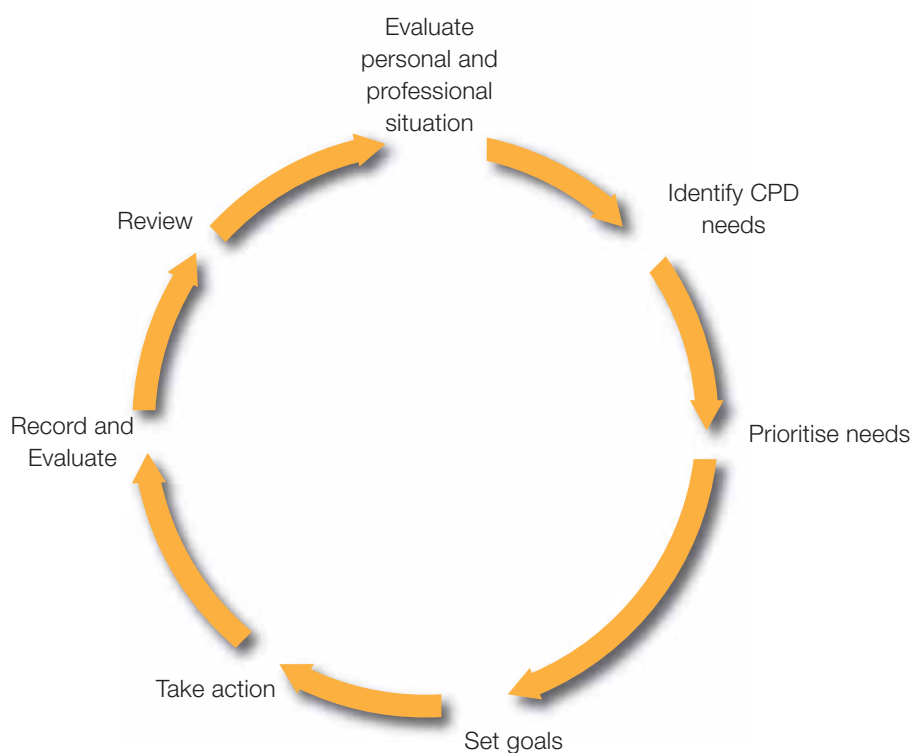 Evaluate
personal and
professional
situation
Identify CPD
needs
Prioritise needs
Set goals
Take action
Record and
Evaluate
Review